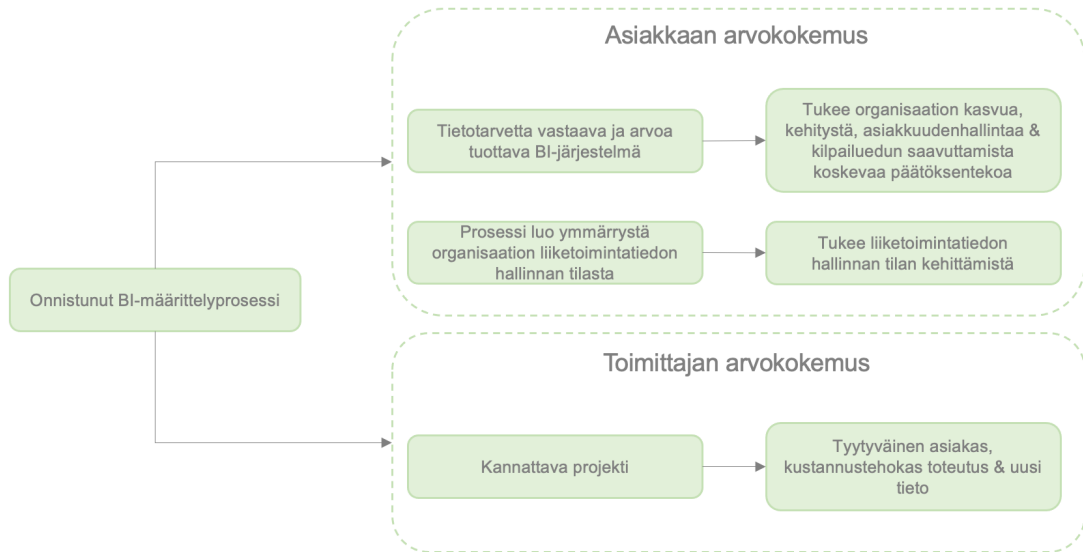 Asiakkaan arvokokemus
Tietotarvetta vastaava ja arvoa
tuottava BI-järjestelmä
Tukee organisaation kasvua,
kehitystä, asiakkuudenhallintaa &
kilpailuedun saavuttamista
koskevaa päätöksentekoa
Prosessi luo ymmärrystä
organisaation liiketoimintatiedon
hallinnan tilasta
Tukee liiketoimintatiedon
hallinnan tilan kehittämistä
Onnistunut BI-määrittelyprosessi
Toimittajan arvokokemus
Kannattava projekti
Tyytyväinen asiakas,
kustannustehokas toteutus & uusi
tieto